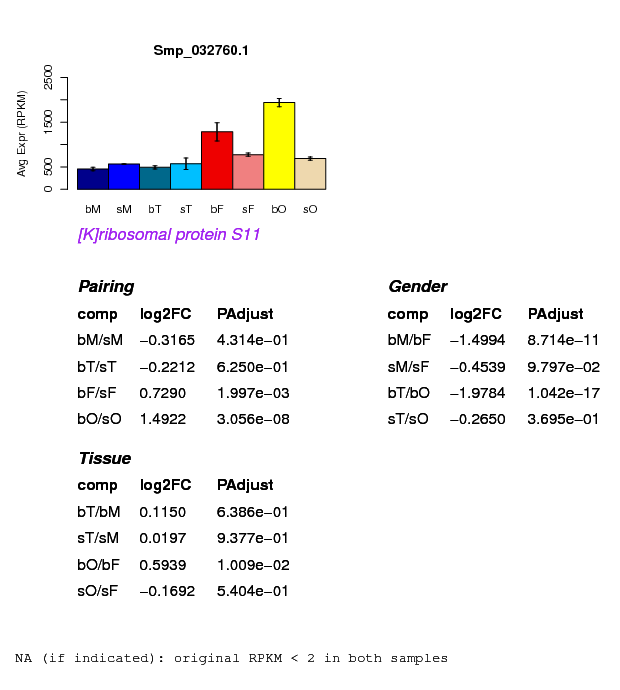 Smp_032760.1
Avg Expr (RPKM)
0 500 1500 2500
bM sM bT sT bF sF bO sO
[K]ribosomal protein S11
Pairing
comp log2FC PAdjust
bM/sM −0.3165 4.314e−01
bT/sT −0.2212 6.250e−01
bF/sF 0.7290 1.997e−03
bO/sO 1.4922 3.056e−08
Gender
comp log2FC PAdjust
bM/bF −1.4994 8.714e−11
sM/sF −0.4539 9.797e−02
bT/bO −1.9784 1.042e−17
sT/sO −0.2650 3.695e−01
Tissue
comp log2FC PAdjust
bT/bM 0.1150 6.386e−01
sT/sM 0.0197 9.377e−01
bO/bF 0.5939 1.009e−02
sO/sF −0.1692 5.404e−01
NA (if indicated): original RPKM < 2 in both samples